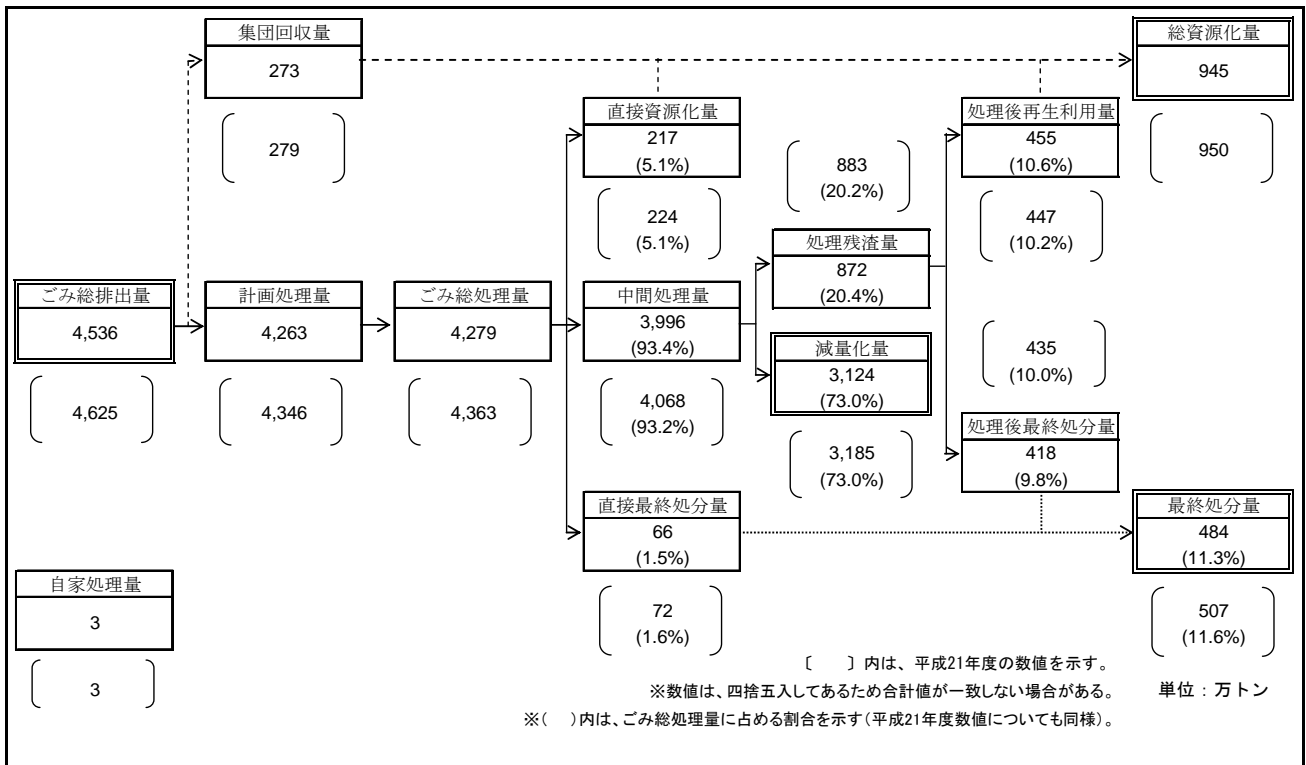 集団回収量
273
279
総資源化量
945
950
直接資源化量
217
(5.1%)
224
(5.1%)
883
(20.2%)
処理後再生利用量
455
(10.6%)
447
(10.2%)
ごみ総排出量
4,536
4,625
計画処理量
4,263
4,346
ごみ総処理量
4,279
4,363
中間処理量
3,996
(93.4%)
4,068
(93.2%)
処理残渣量
872
(20.4%)
減量化量
3,124
(73.0%)
3,185
(73.0%)
435
(10.0%)
処理後最終処分量
418
(9.8%)
直接最終処分量
66
(1.5%)
72
(1.6%)
最終処分量
484
(11.3%)
507
(11.6%)
自家処理量
3
3
〔　　〕内は、平成21年度の数値を示す。
※数値は、四捨五入してあるため合計値が一致しない場合がある。
単位：万トン
※(　)内は、ごみ総処理量に占める割合を示す(平成21年度数値についても同様)。